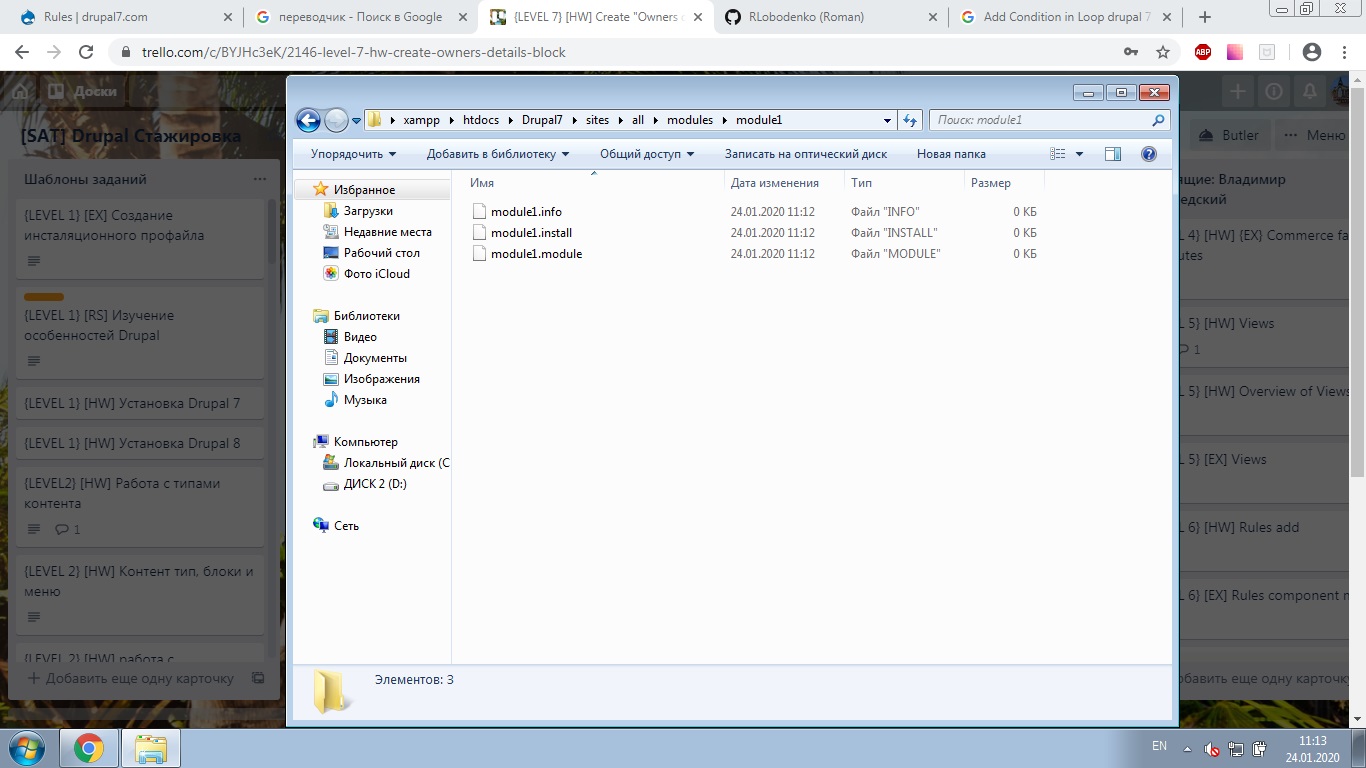 Rules | drupal7.com
переводчик - Поиск в Google
{LEVEL 7} [HW] Create "Owners
RLobodenko (Roman)
Add Condition in Loop drupal 7
trello.com/c/BYJHc3eK/2146-level-7-hw-create-owners-details-block
ABP
Доски
Butler
Меню
[SAT] Drupal Стажировка
Шаблоны заданий
{LEVEL 1} [EX] Создание
инсталяционного профайла
{LEVEL 1} [RS] Изучение
особенностей Drupal
{LEVEL 1} [HW] Установка Drupal 7
{LEVEL 1} [HW] Установка Drupal 8
{LEVEL2} [HW] Работа с типами
контента
1
{LEVEL 2} [HW] Контент тип, блоки и
меню
{LEVEL 2} [HW] работа с
Добавить еще одну карточку
xampp
htdocs
Drupal7
sites
all
modules
module1
Поиск: module1
Упорядочить
Добавить в библиотеку
Общий доступ
Записать на оптический диск
Новая папка
Избранное
Загрузки
Недавние места
Рабочий стол
Фото iCloud
Библиотеки
Видео
Документы
Изображения
Музыка
Компьютер
Локальный диск (C
ДИСК 2 (D:)
Сеть
Имя Дата изменения Тип Размер
module1.info 24.01.2020 11:12 Файл "INFO" 0 КБ
module1.install 24.01.2020 11:12 Файл "INSTALL" 0 КБ
module1.module 24.01.2020 11:12 Файл "MODULE" 0 КБ
Элементов: 3
ящие: Владимир
едский
L 4} [HW] {EX} Commerce fa
utes
L 5} [HW] Views
1
L 5} [HW] Overview of Views
L 5} [EX] Views
L 6} [HW] Rules add
L 6} [EX] Rules component
обавить еще одну карточку
EN
11:13
24.01.2020